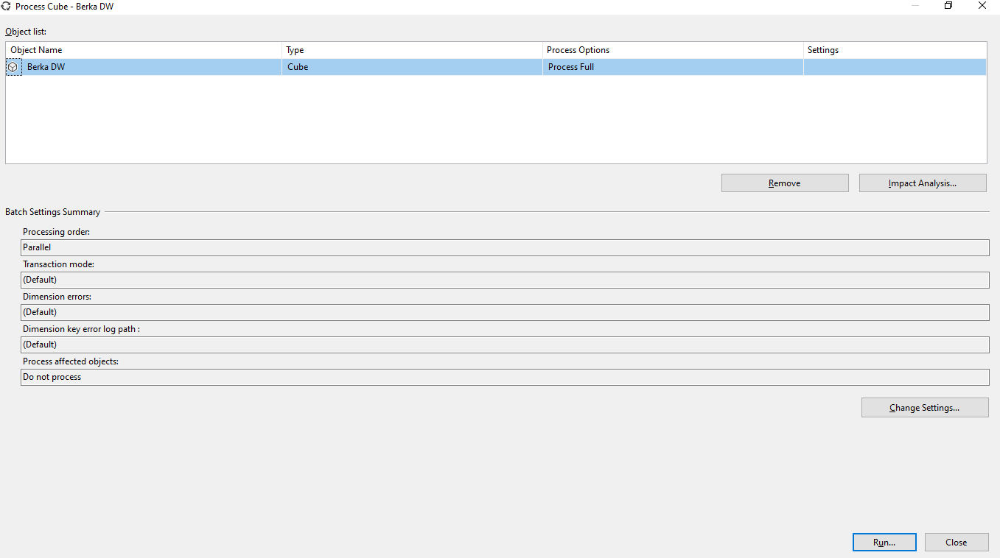 Process Cube - Berka DW
Object list:
Object Name Type Process Options Settings
Berka DW Cube Process Full
Remove Impact Analysis...
Batch Settings Summary
Processing order:
Parallel
Transaction mode:
(Default)
Dimension errors:
(Default)
Dimension key error log path :
(Default)
Process affected objects:
Do not process
Change Settings...
Run... Close